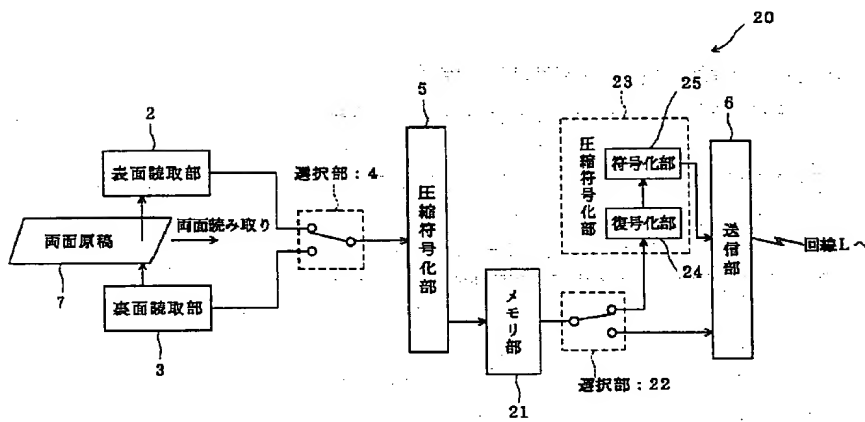 20
23
25
6
5
2
表面読取部
選択部：4
両面読み取り
両面原稿
7
裏面読取部
3
圧縮符号化部
メモリ部
21
選択部：22
圧縮符号化部
符号化部
復号化部
24
送信部
回線Lへ